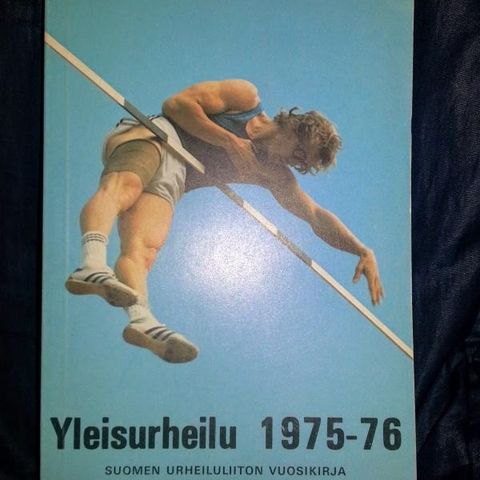 Yleisurheilu 1975-76
SUOMEN URHEILULIITON VUOSIKIRJA